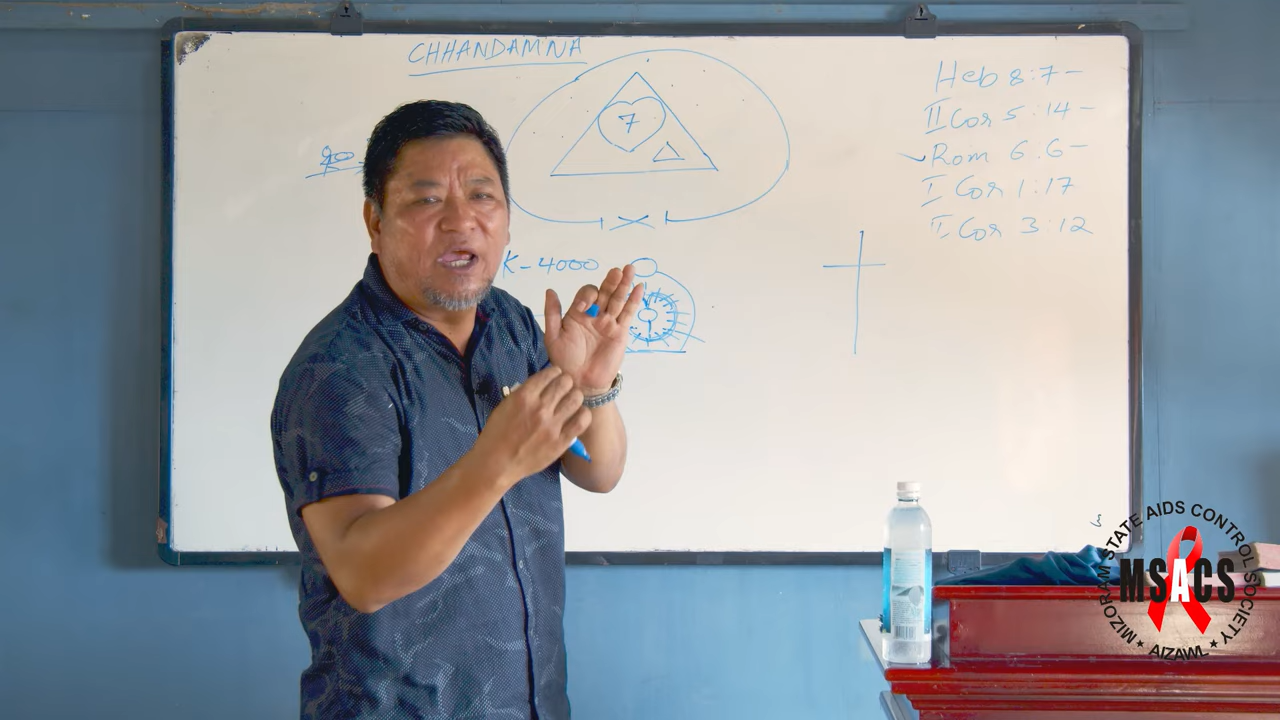 CHHANDAMNA
7
K-4000
Heb 8:7-
II Cor 5:14-
Rom 6.6-
I Cor 1:17
II Cor 3:12
MIZORAM STATE AIDS CONTROL SOCIETY
MSACS
AIZAWL